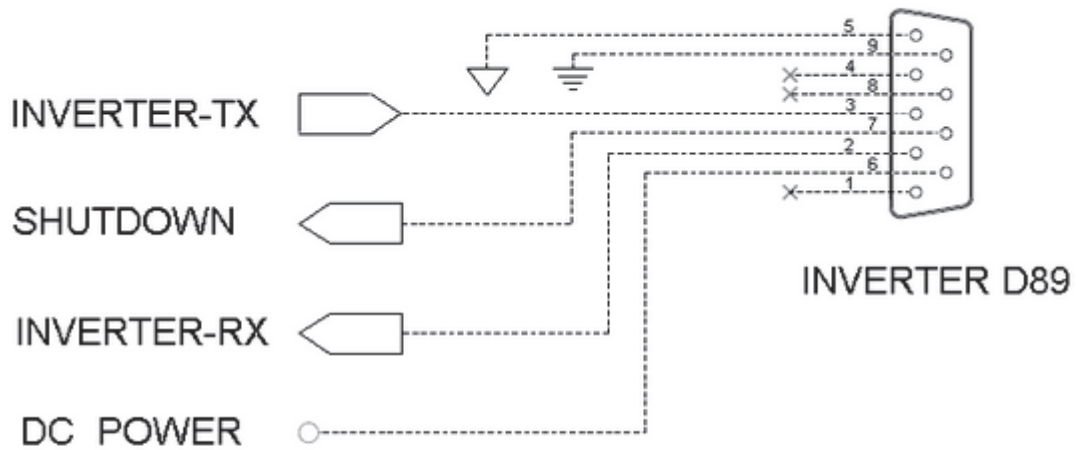 5
9
4
8
INVERTER-TX
3
7
2
6
1
SHUTDOWN
INVERTER D89
INVERTER-RX
DC POWER